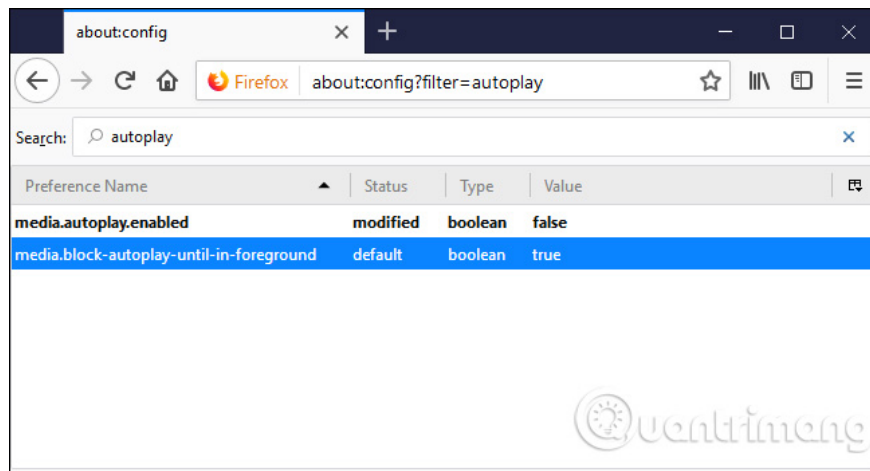 about:config
Firefox about:config?filter=autoplay
Search: autoplay
Preference Name Status Type Value
media.autoplay.enabled modified boolean false
media.block-autoplay-until-in-foreground default boolean true
Quantrimang